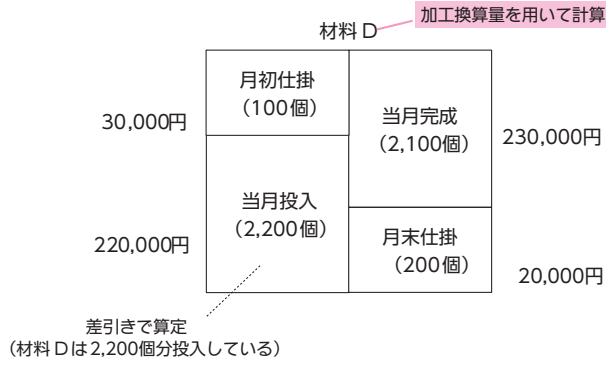 加工換算量を用いて計算
材料 D
月初仕掛
（100個）
30,000円
当月完成
（2,100個）
230,000円
当月投入
（2,200個）
220,000円
月末仕掛
（200個）
20,000円
差引きで算定
（材料 D は 2,200個分投入している）